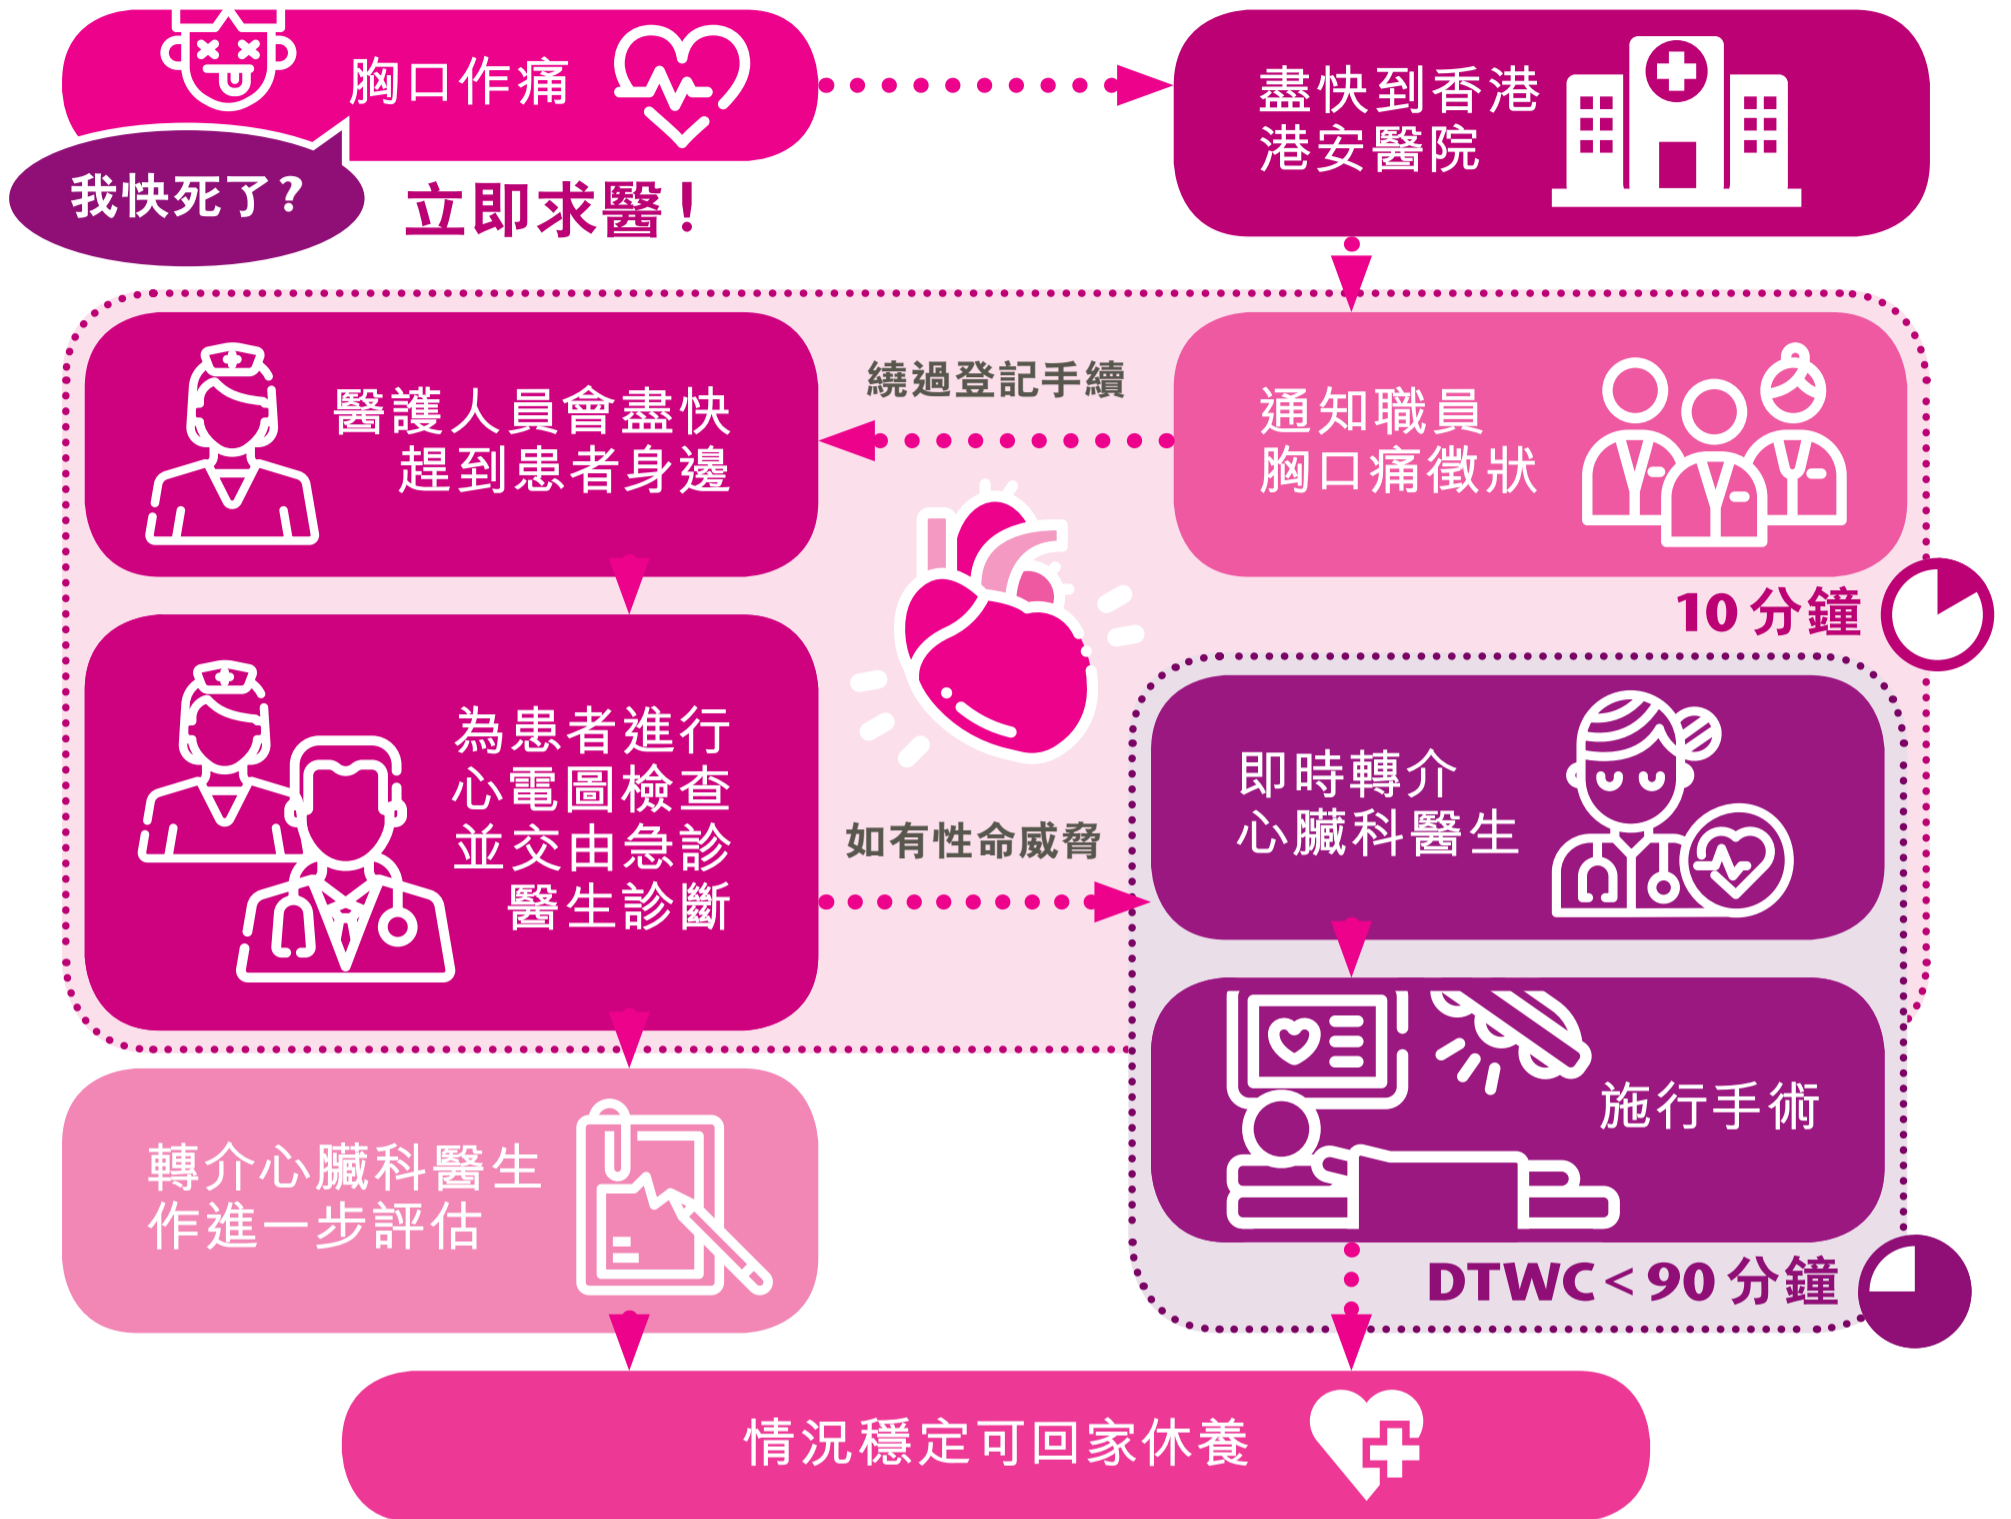 胸口作痛
我快死了?
立即求醫!
盡快到香港
港安醫院
通知職員
胸口痛徵狀
繞過登記手續
醫護人員會盡快
趕到患者身邊
10 分鐘
為患者進行
心電圖檢查
並交由急診
醫生診斷
如有性命威脅
即時轉介
心臟科醫生
施行手術
DTWC < 90 分鐘
轉介心臟科醫生
作進一步評估
情況穩定可回家休養